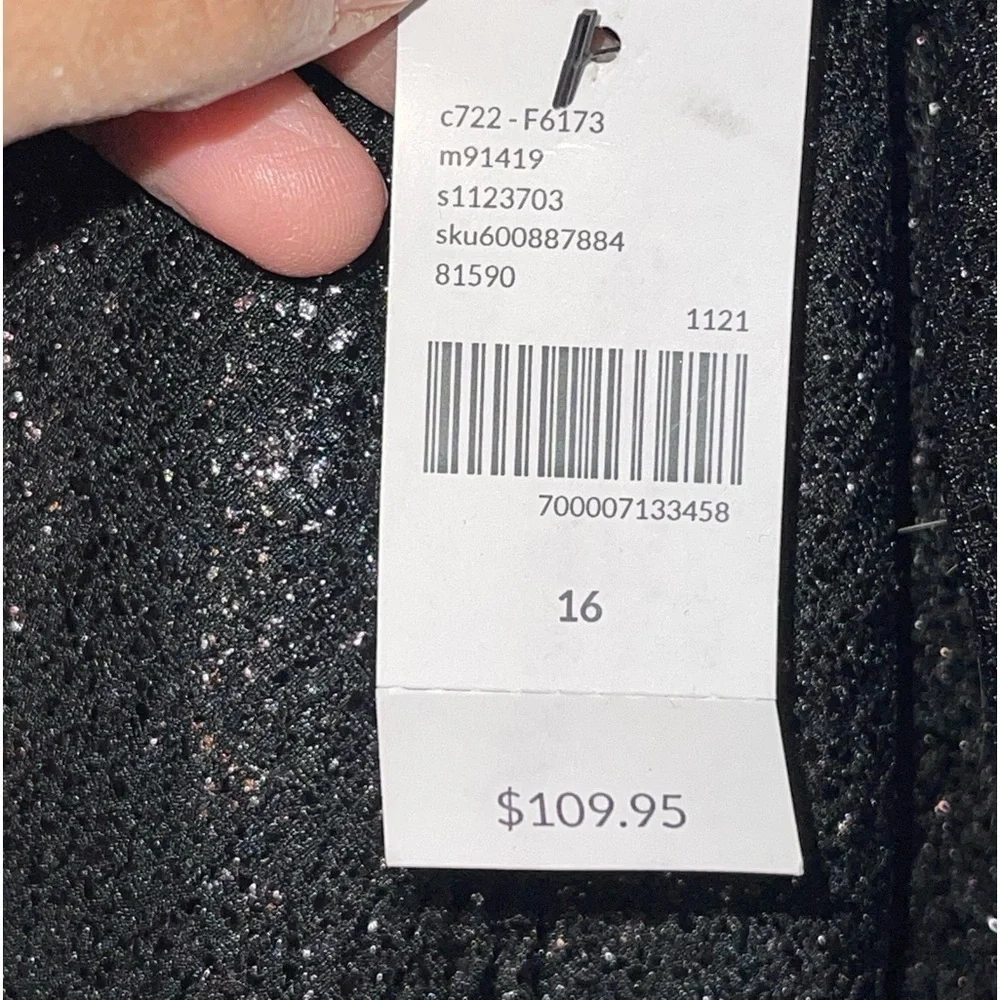 c722 - F6173
m91419
s1123703
sku600887884
81590
1121
700007133458
16
$109.95